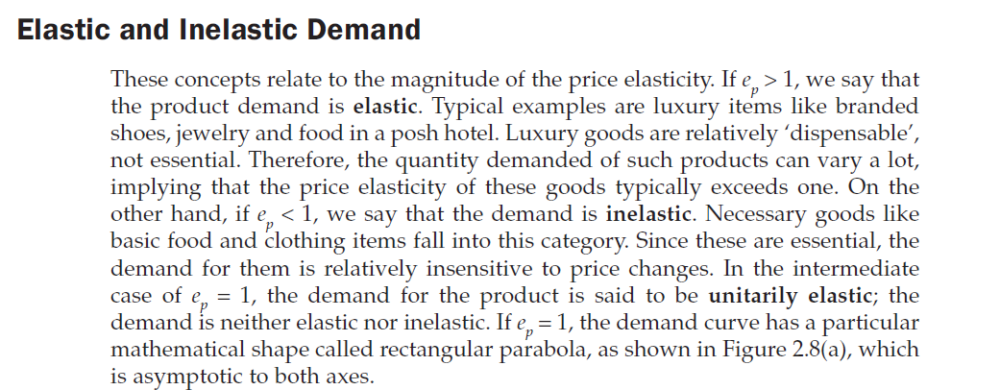 Elastic and Inelastic Demand
These concepts relate to the magnitude of the price elasticity. If eₚ > 1, we say that
the product demand is elastic. Typical examples are luxury items like branded
shoes, jewelry and food in a posh hotel. Luxury goods are relatively ‘dispensable’,
not essential. Therefore, the quantity demanded of such products can vary a lot,
implying that the price elasticity of these goods typically exceeds one. On the
other hand, if eₚ < 1, we say that the demand is inelastic. Necessary goods like
basic food and clothing items fall into this category. Since these are essential, the
demand for them is relatively insensitive to price changes. In the intermediate
case of eₚ = 1, the demand for the product is said to be unitarily elastic; the
demand is neither elastic nor inelastic. If eₚ = 1, the demand curve has a particular
mathematical shape called rectangular parabola, as shown in Figure 2.8(a), which
is asymptotic to both axes.